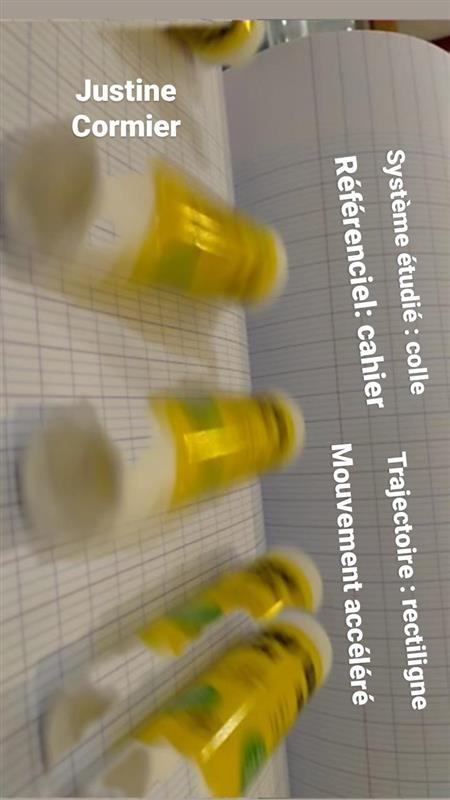 Justine
Cormier
Système étudié : colle
Référenciel: cahier
Trajectoire : rectiligne
Mouvement accéléré